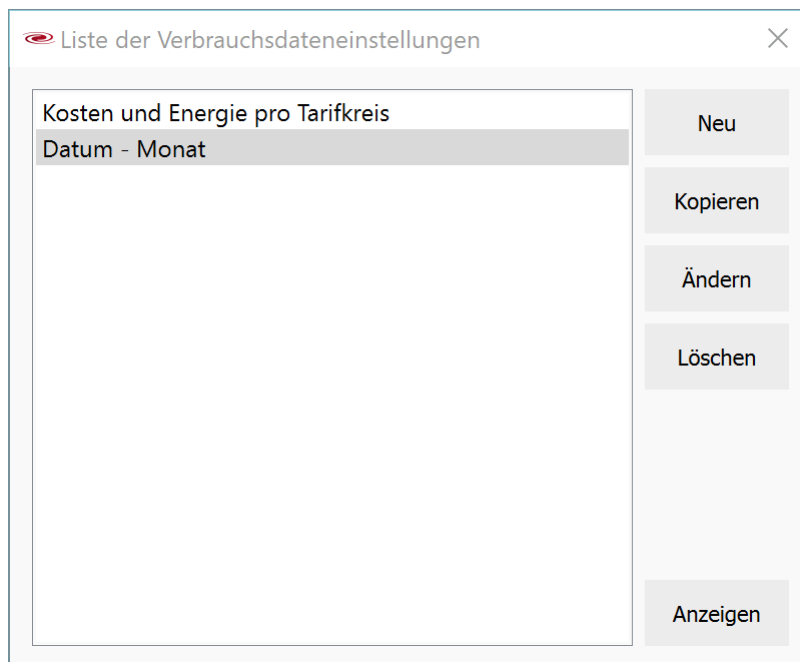 Liste der Verbrauchsdateneinstellungen
Kosten und Energie pro Tarifkreis
Datum - Monat
Neu
Kopieren
Ändern
Löschen
Anzeigen